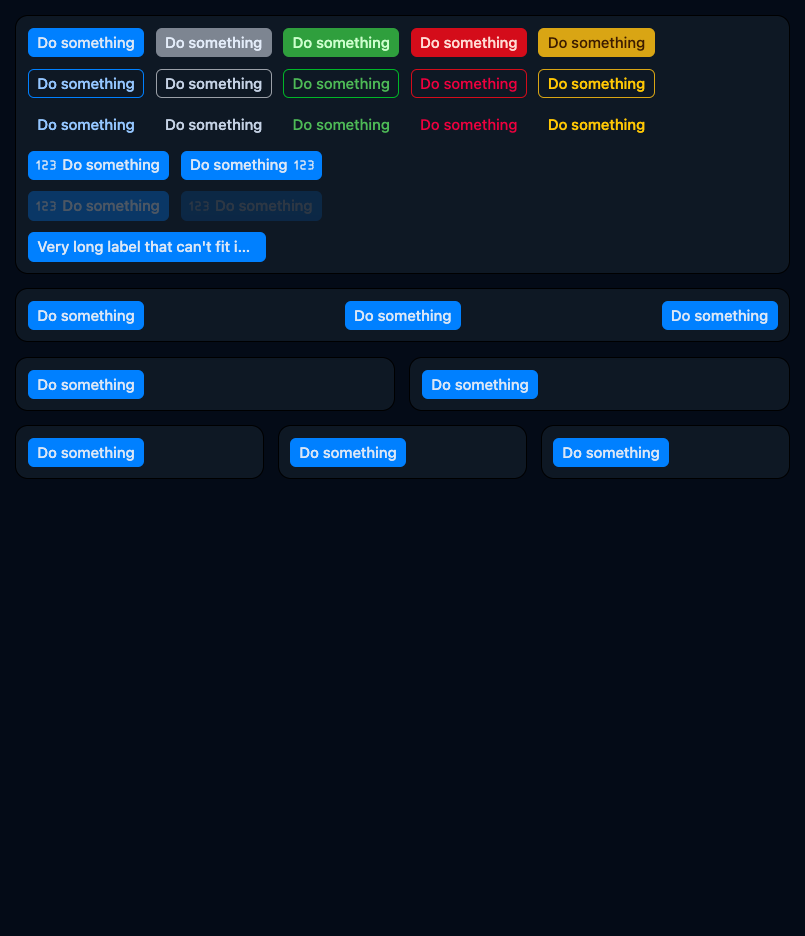 Do something Do something Do something Do something Do something
Do something Do something Do something Do something Do something
Do something Do something Do something Do something Do something
123 Do something Do something 123
123 Do something 123 Do something
Very long label that can't fit i...
Do something Do something Do something
Do something Do something
Do something Do something Do something